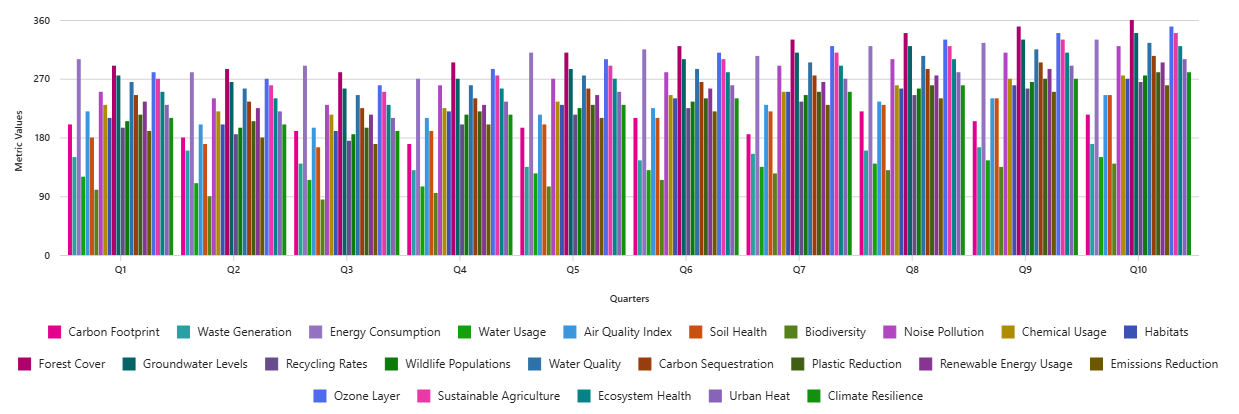 360
270
180
90
0
Metric Values
Q1 Q2 Q3 Q4 Q5 Q6 Q7 Q8 Q9 Q10
Quarters
Carbon Footprint Waste Generation Energy Consumption Water Usage Air Quality Index Soil Health Biodiversity Noise Pollution Chemical Usage Habitats
Forest Cover Groundwater Levels Recycling Rates Wildlife Populations Water Quality Carbon Sequestration Plastic Reduction Renewable Energy Usage Emissions Reduction
Ozone Layer Sustainable Agriculture Ecosystem Health Urban Heat Climate Resilience